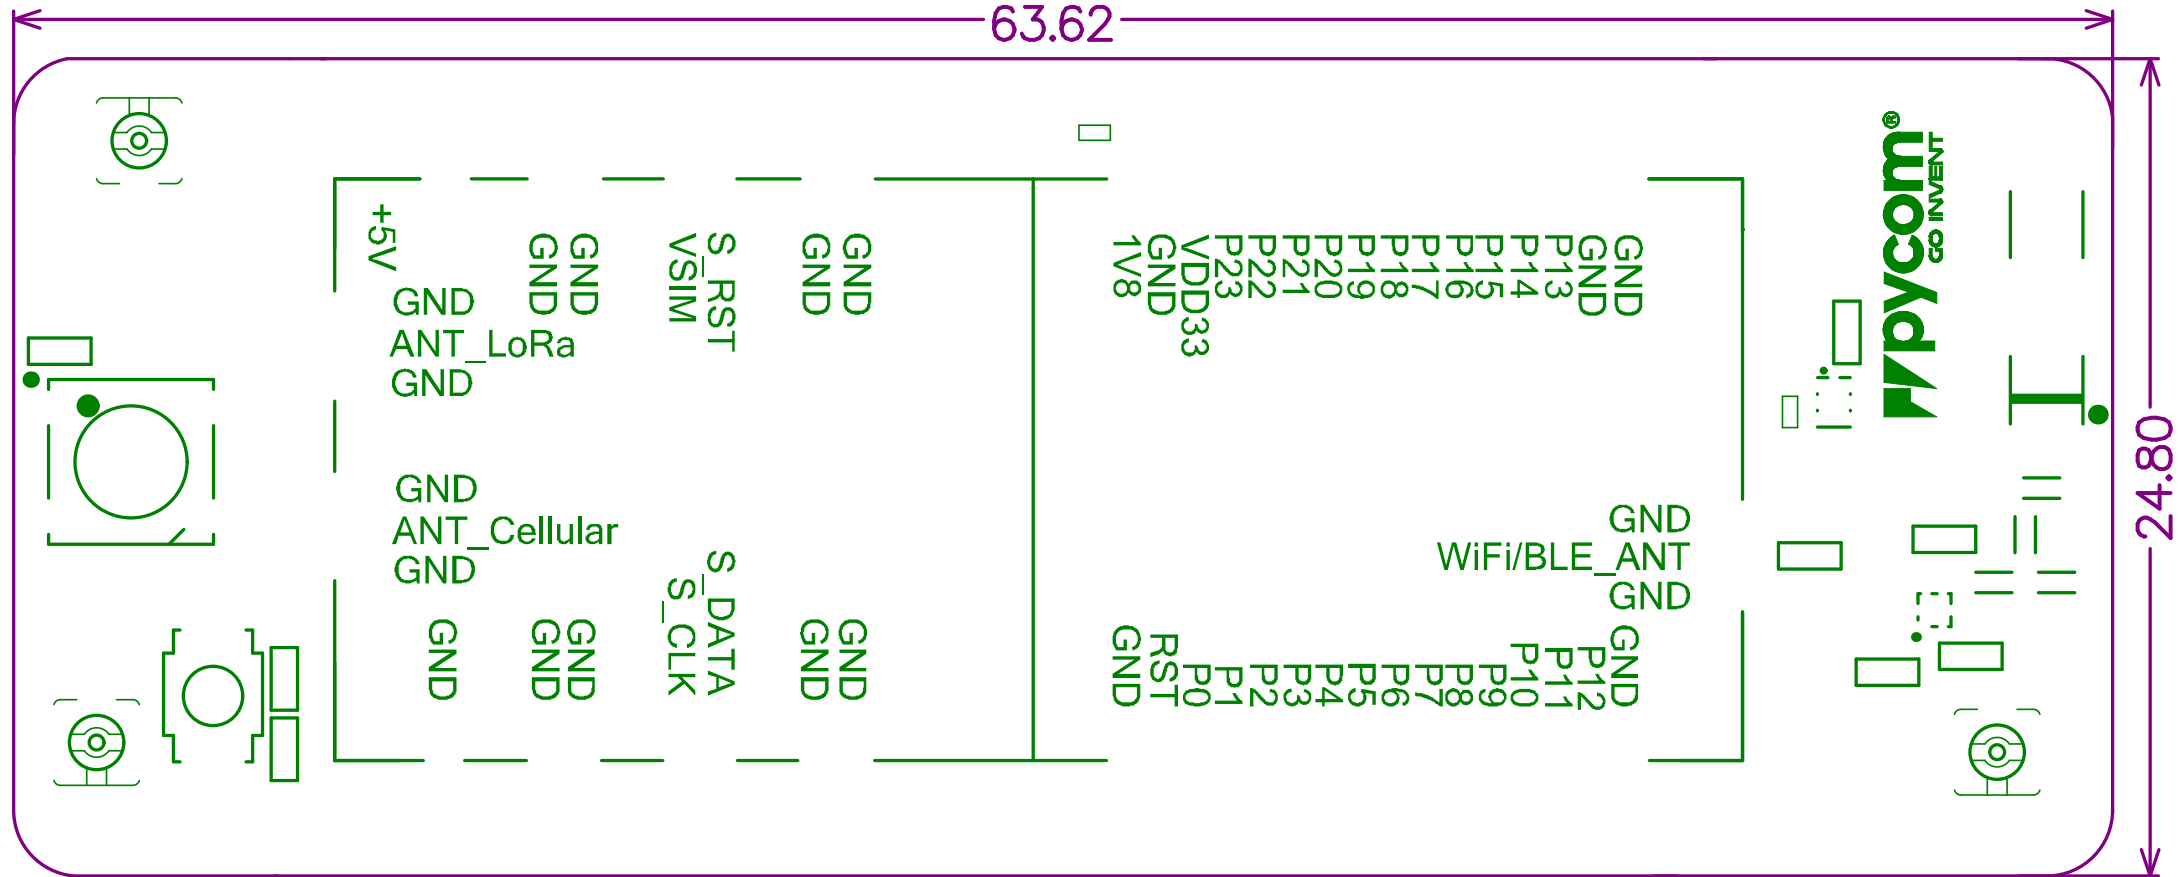 63.62
24.80
pycom®
GO INVENT
+5V
GND
GND
VSIM
S_RST
GND
GND
1V8
GND
VDD33
P23
P22
P21
P20
P19
P18
P17
P16
P15
P14
P13
GND
GND
GND
ANT_LoRa
GND
GND
ANT_Cellular
GND
GND
WiFi/BLE_ANT
GND
GND
GND
GND
S_CLK
S_DATA
GND
GND
GND
RST
P0
P1
P2
P3
P4
P5
P6
P7
P8
P9
P10
P11
P12
GND